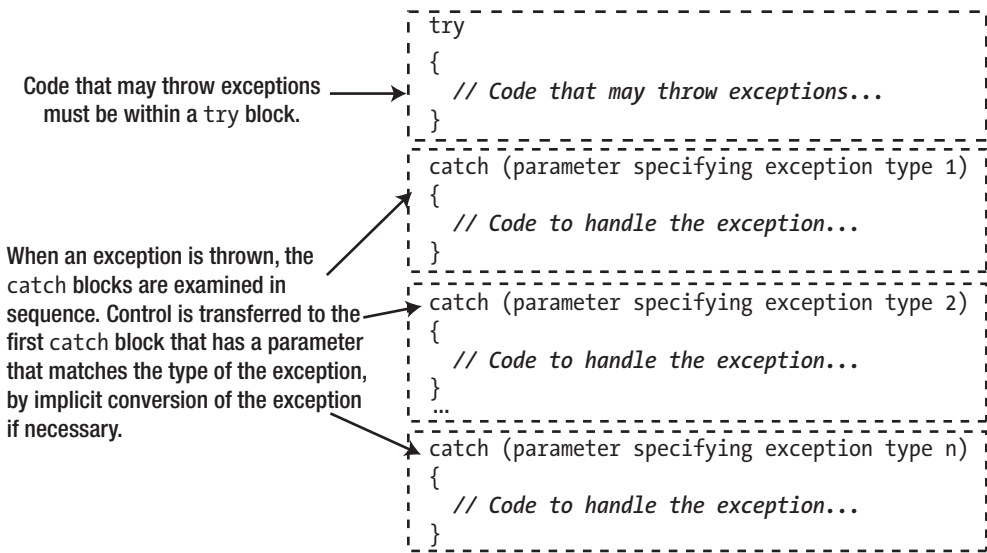 try
{
// Code that may throw exceptions...
}
Code that may throw exceptions
must be within a try block.
catch (parameter specifying exception type 1)
{
// Code to handle the exception...
}
When an exception is thrown, the
catch blocks are examined in
sequence. Control is transferred to the
first catch block that has a parameter
that matches the type of the exception,
by implicit conversion of the exception
if necessary.
catch (parameter specifying exception type 2)
{
// Code to handle the exception...
}
...
catch (parameter specifying exception type n)
{
// Code to handle the exception...
}